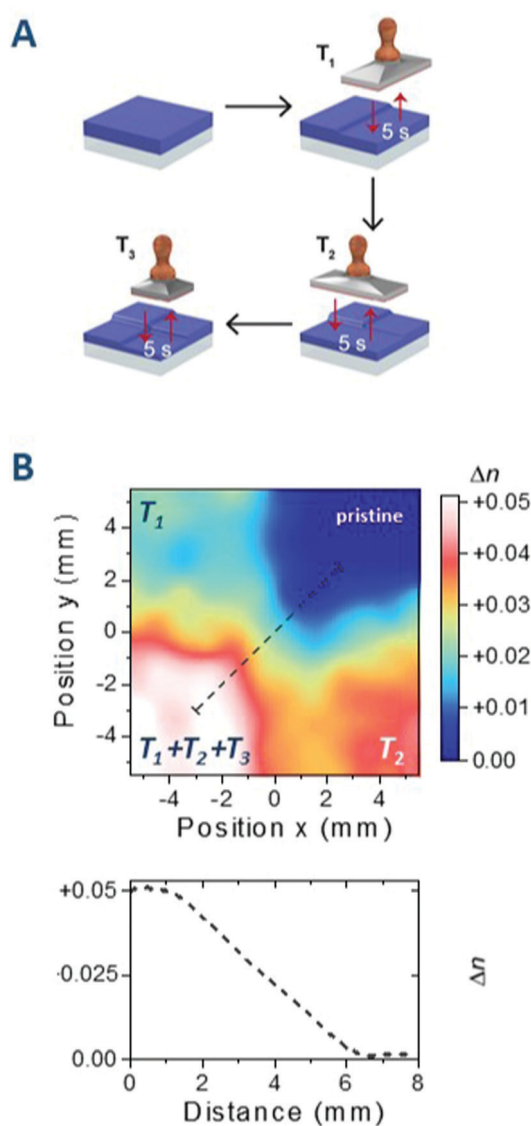 A
T₁
5 s
T₃
T₂
5 s
5 s
B
Δn
T₁
pristine
+0.05
4
+0.04
2
+0.03
0
+0.02
-2
+0.01
-4
T₁+T₂+T₃
T₂
0.00
Position y (mm)
-4
-2
0
2
4
Position x (mm)
+0.05
+0.025
0.00
Δn
0
2
4
6
8
Distance (mm)